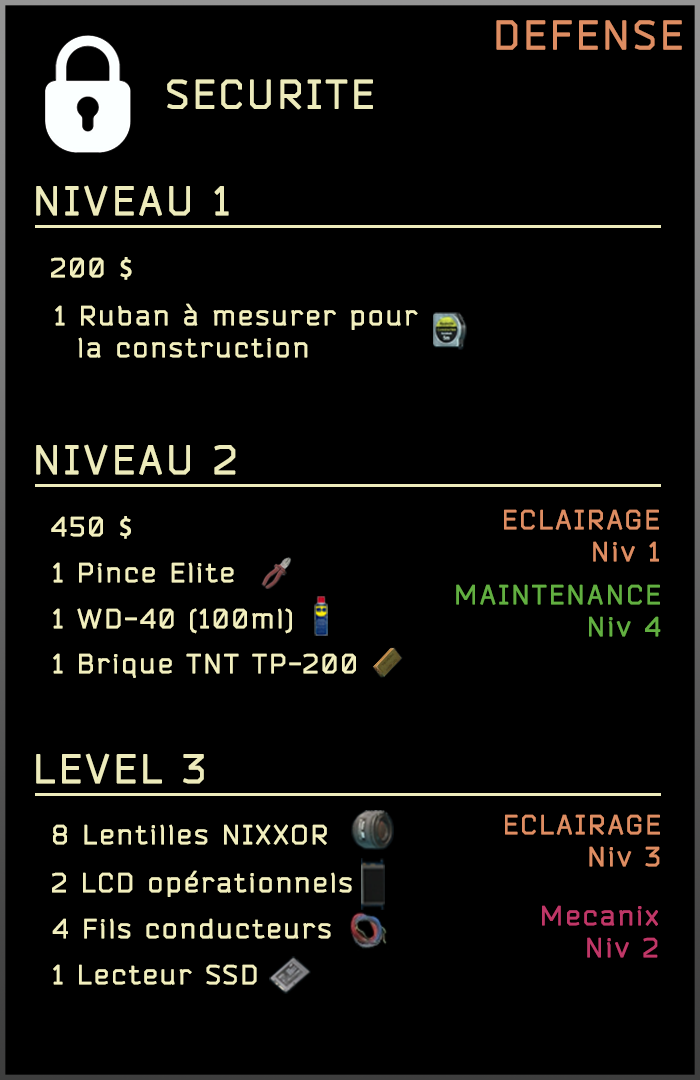 DEFENSE
SECURITE
NIVEAU 1
200 $
1 Ruban à mesurer pour
la construction
NIVEAU 2
450 $
ECLAIRAGE
Niv 1
1 Pince Elite
MAINTENANCE
Niv 4
1 WD-40 (100ml)
1 Brique TNT TP-200
LEVEL 3
8 Lentilles NIXXOR
ECLAIRAGE
Niv 3
2 LCD opérationnels
4 Fils conducteurs
Mecanix
Niv 2
1 Lecteur SSD